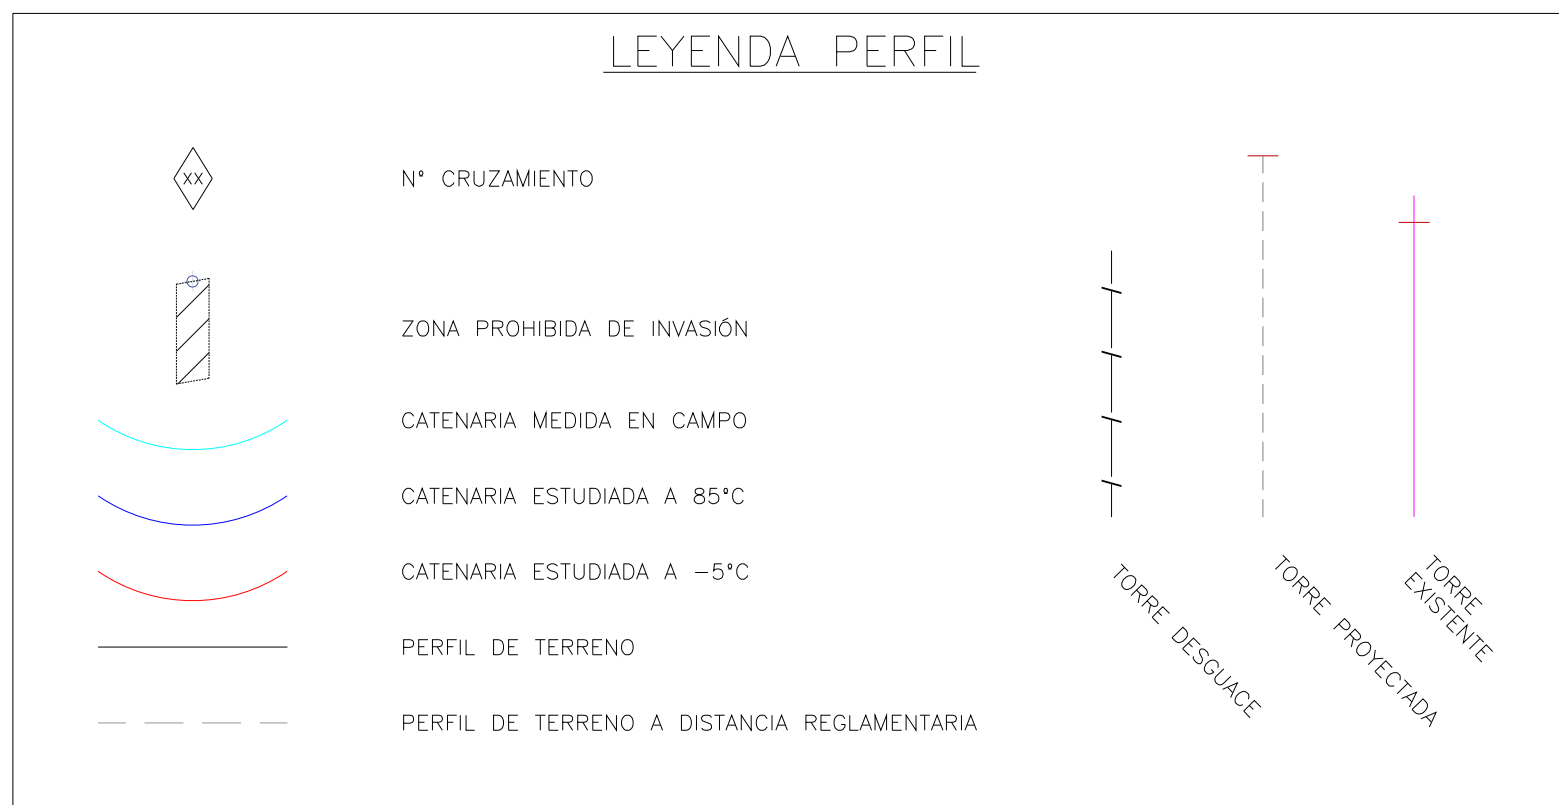 LEYENDA PERFIL
XX
N° CRUZAMIENTO
ZONA PROHIBIDA DE INVASIÓN
CATENARIA MEDIDA EN CAMPO
CATENARIA ESTUDIADA A 85°C
CATENARIA ESTUDIADA A -5°C
PERFIL DE TERRENO
PERFIL DE TERRENO A DISTANCIA REGLAMENTARIA
TORRE DESGUACE
TORRE PROYECTADA
TORRE
EXISTENTE